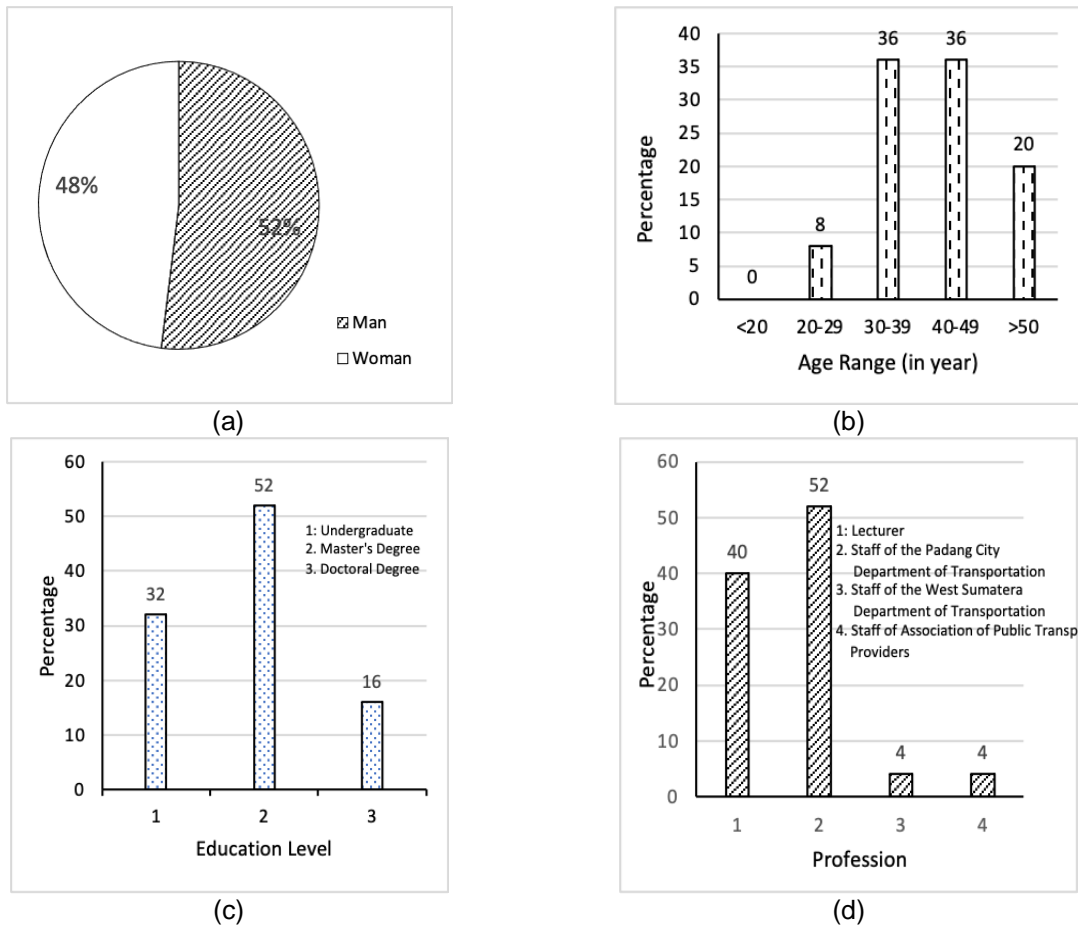 48%
52%
Man
Woman
(a)
40
35
30
25
20
15
10
5
0
Percentage
0
8
36
36
20
<20
20-29
30-39
40-49
>50
Age Range (in year)
(b)
60
50
40
30
20
10
0
Percentage
32
52
16
1: Undergraduate
2. Master's Degree
3. Doctoral Degree
1
2
3
Education Level
(c)
60
50
40
30
20
10
0
Percentage
40
52
4
4
1: Lecturer
2. Staff of the Padang City
Department of Transportation
3. Staff of the West Sumatera
Department of Transportation
4. Staff of Association of Public Transp
Providers
1
2
3
4
Profession
(d)